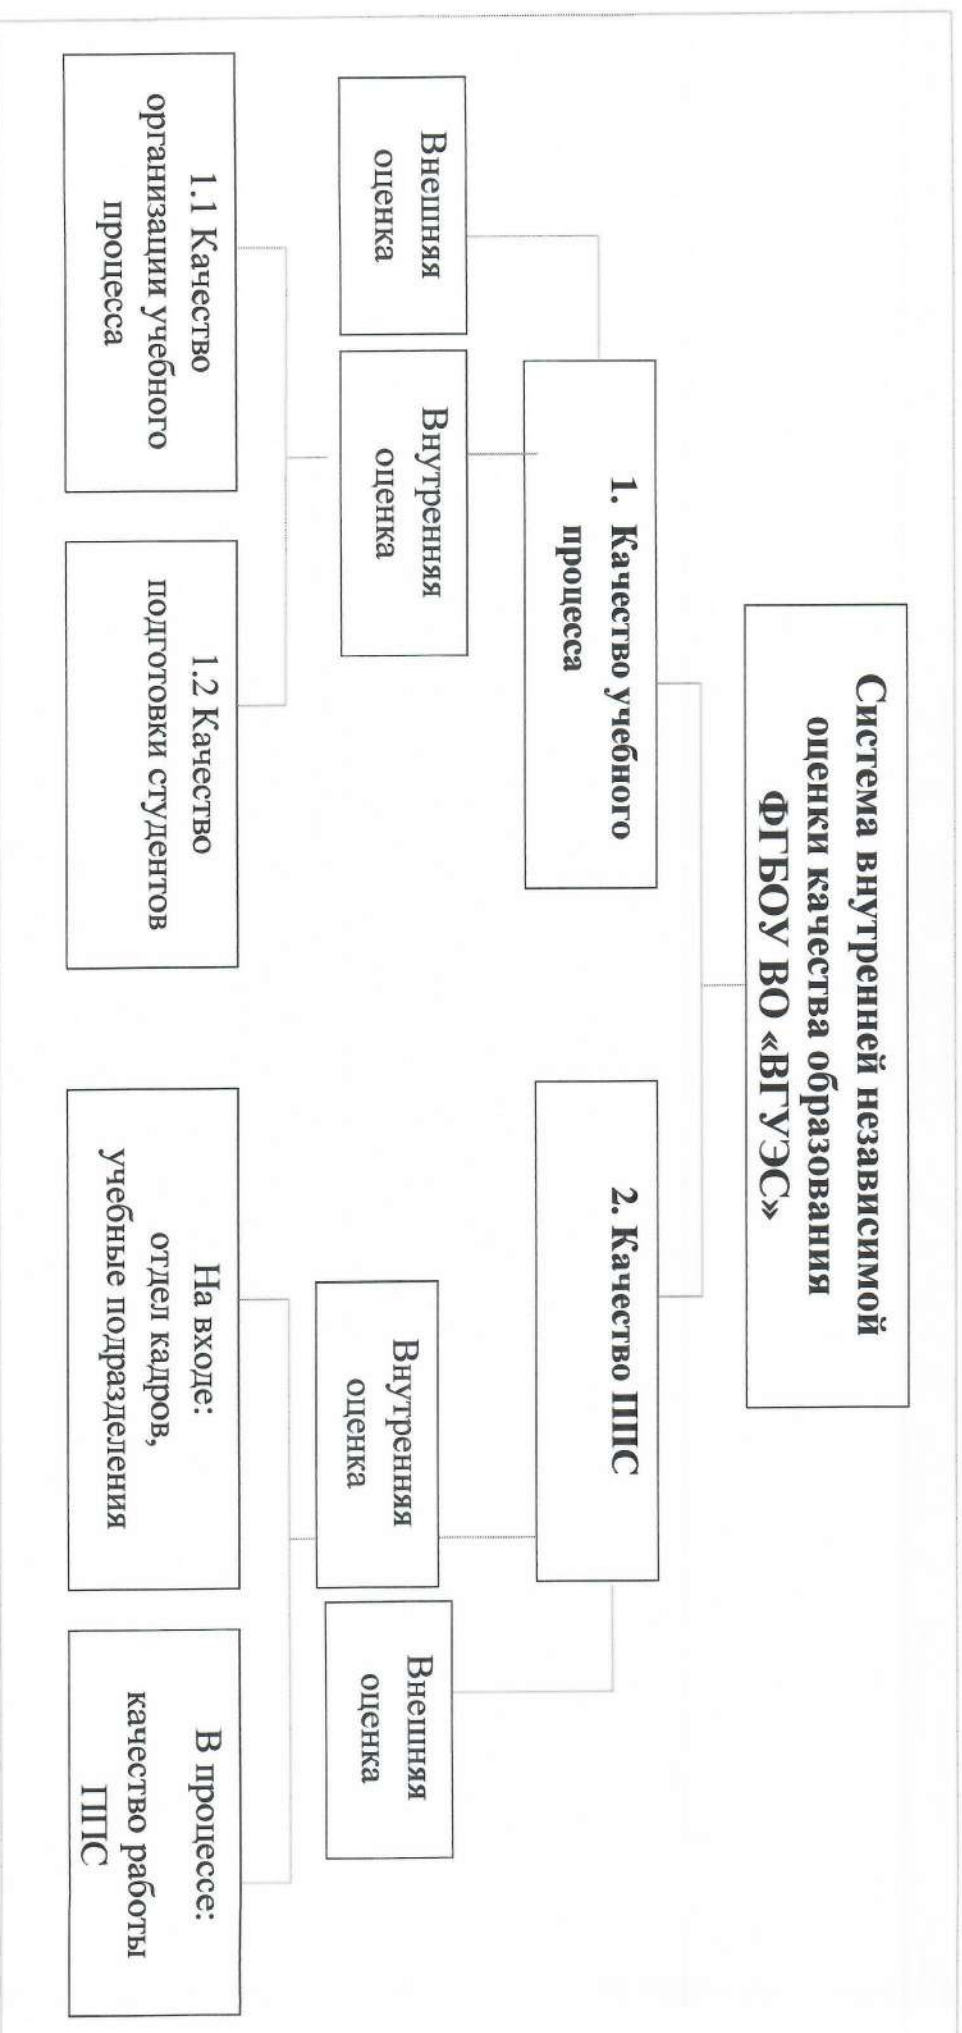 Система внутренней независимой
оценки качества образования
ФГБОУ ВО «ВГУЭС»
1. Качество учебного
процесса
2. Качество ППС
Внешняя
оценка
Внутренняя
оценка
Внутренняя
оценка
Внешняя
оценка
1.1 Качество
организации учебного
процесса
1.2 Качество
подготовки студентов
На входе:
отдел кадров,
учебные подразделения
В процессе:
качество работы
ППС